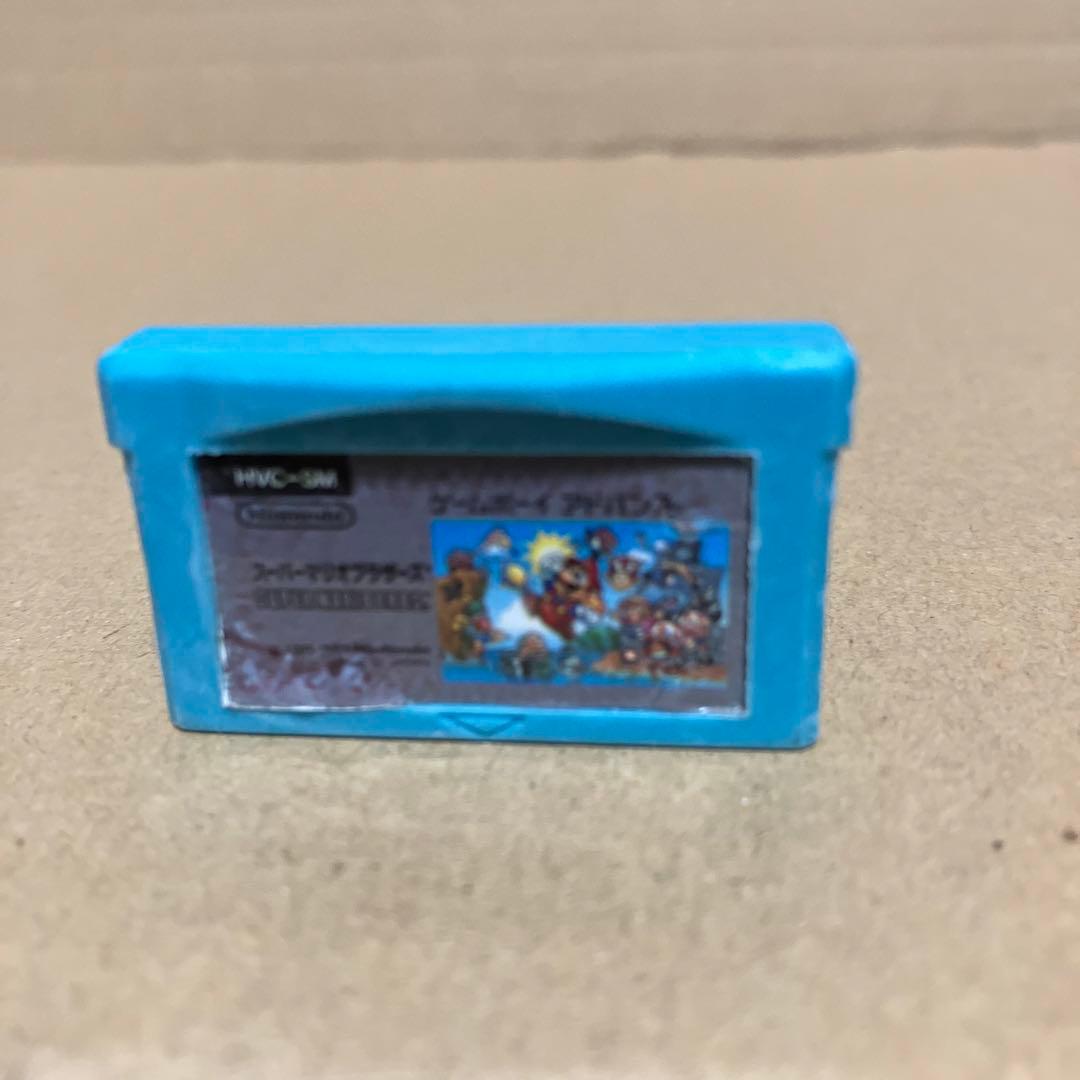 HVC-SM
Nintendo
ゲームボーイ アドバンス
スーパーマリオブラザーズ
Nintendo